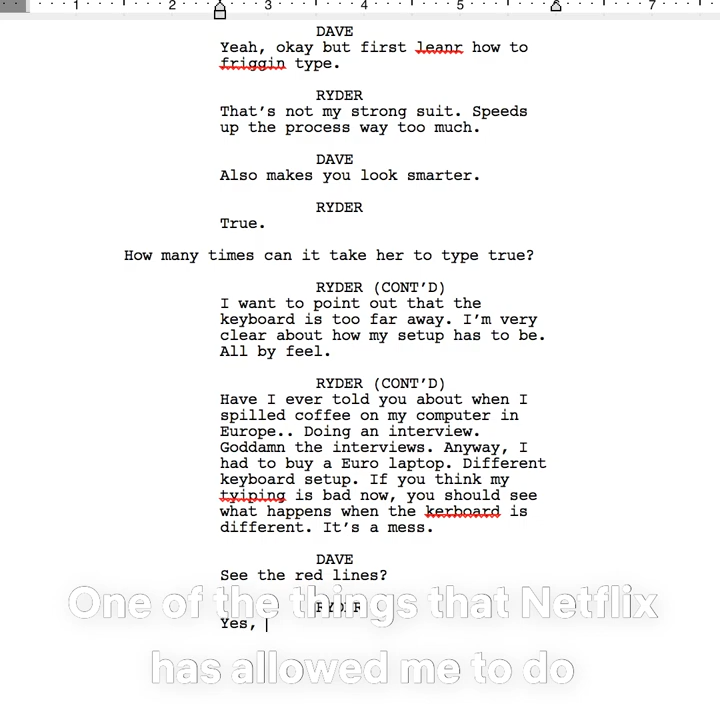 1 2 3 4 5 7
DAVE
Yeah, okay but first leanr how to
friggin type.
RYDER
That's not my strong suit. Speeds
up the process way too much.
DAVE
Also makes you look smarter.
RYDER
True.
How many times can it take her to type true?
RYDER (CONT'D)
I want to point out that the
keyboard is too far away. I'm very
clear about how my setup has to be.
All by feel.
RYDER (CONT'D)
Have I ever told you about when I
spilled coffee on my computer in
Europe.. Doing an interview.
Goddamn the interviews. Anyway, I
had to buy a Euro laptop. Different
keyboard setup. If you think my
tyiping is bad now, you should see
what happens when the kerboard is
different. It's a mess.
DAVE
See the red lines?
One of the things that Netflix
RYDER
Yes,
has allowed me to do